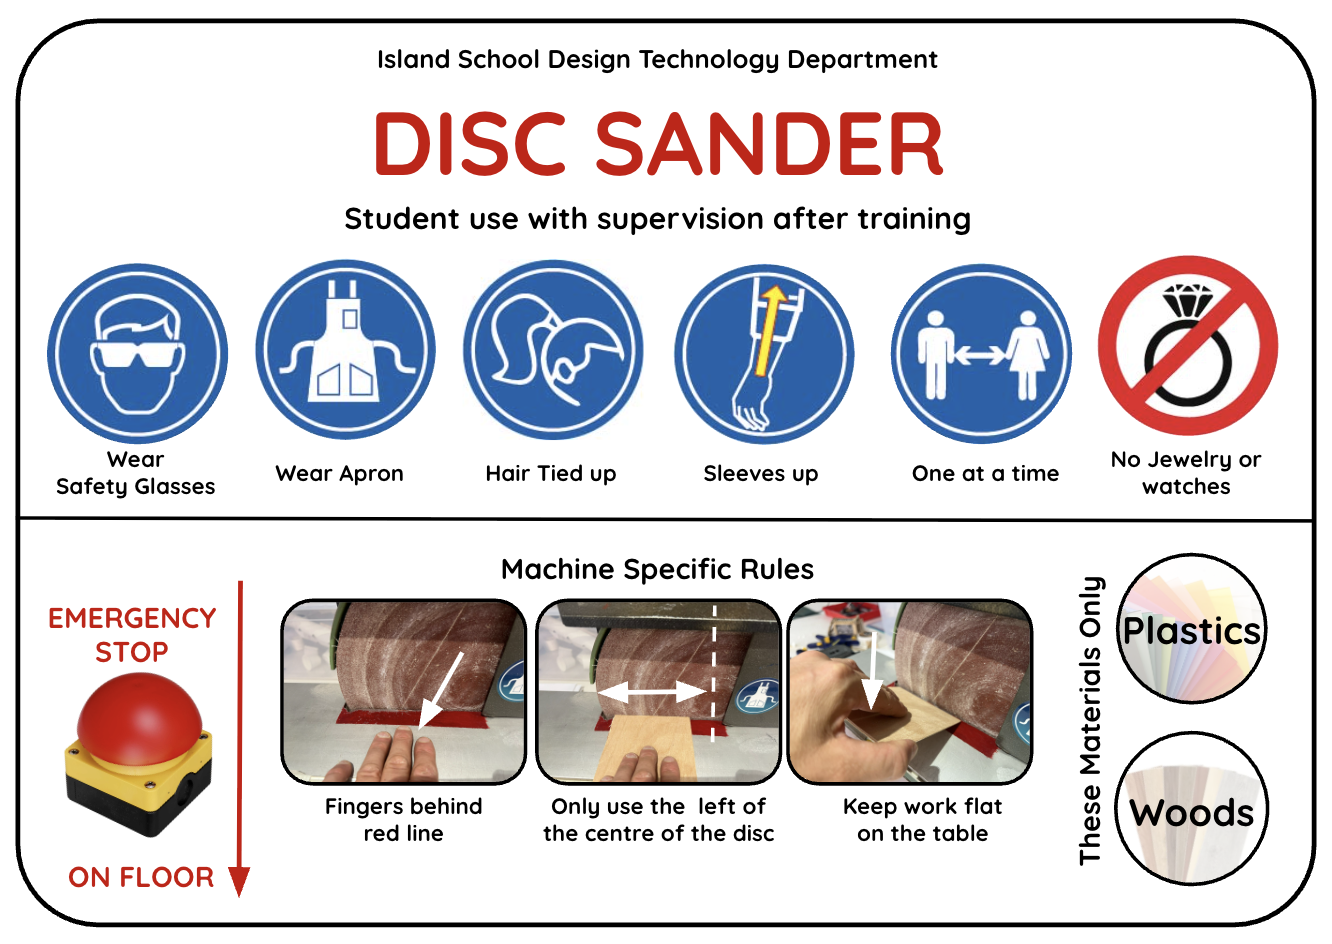 Island School Design Technology Department
DISC SANDER
Student use with supervision after training
Wear
Safety Glasses
Wear Apron
Hair Tied up
Sleeves up
One at a time
No Jewelry or
watches
EMERGENCY
STOP
ON FLOOR
Machine Specific Rules
Fingers behind
red line
Only use the left of
the centre of the disc
Keep work flat
on the table
These Materials Only
Plastics
Woods